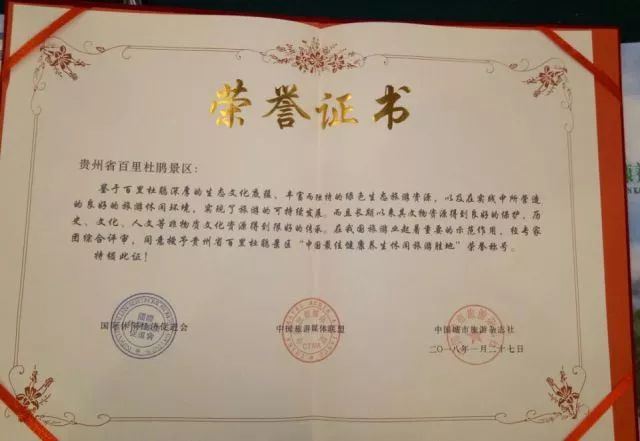 荣誉证书
贵州省百里杜鹃景区:
鉴于百里杜鹃深厚的生态文化底蕴、丰富而独特的绿色生态旅游资源,以及在实践中所营造
的良好的旅游休闲环境,实现了旅游的可持续发展。而且长期以来其文物资源得到良好的保护,历
史、文化、人文等非物质文化资源得到很好的传承。在我国旅游业起着重要的示范作用,经专家
团综合评审,同意授予贵州省百里杜鹃景区“中国最佳健康养生休闲旅游胜地”荣誉称号。
特颁此证!
国际休闲经济促进会 中国旅游媒体联盟 中国城市旅游杂志社
二〇一八年一月二十七日